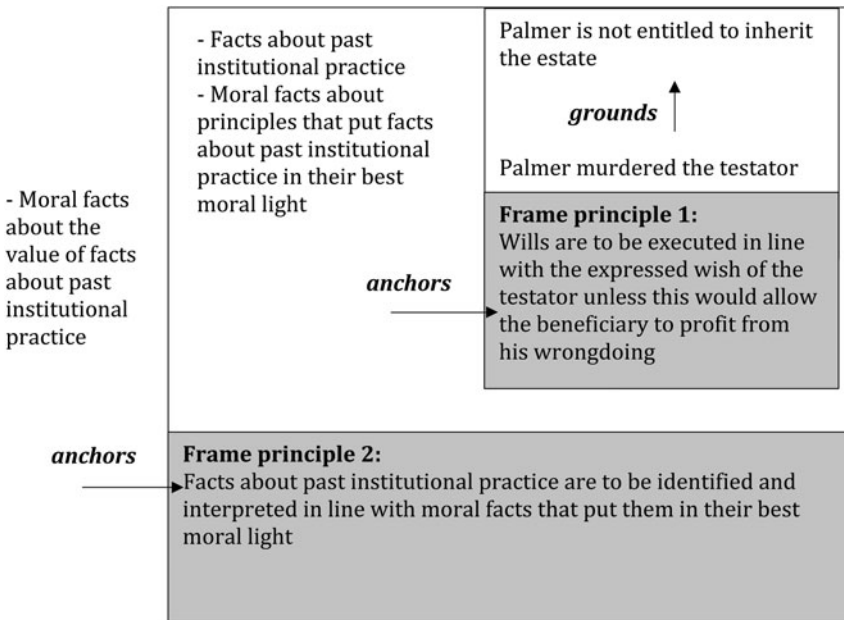 - Moral facts
about the
value of facts
about past
institutional
practice
anchors
- Facts about past
institutional practice
- Moral facts about
principles that put facts
about past institutional
practice in their best
moral light
anchors
Palmer is not entitled to inherit
the estate
grounds
Palmer murdered the testator
Frame principle 1:
Wills are to be executed in line
with the expressed wish of the
testator unless this would allow
the beneficiary to profit from
his wrongdoing
Frame principle 2:
Facts about past institutional practice are to be identified and
interpreted in line with moral facts that put them in their best
moral light